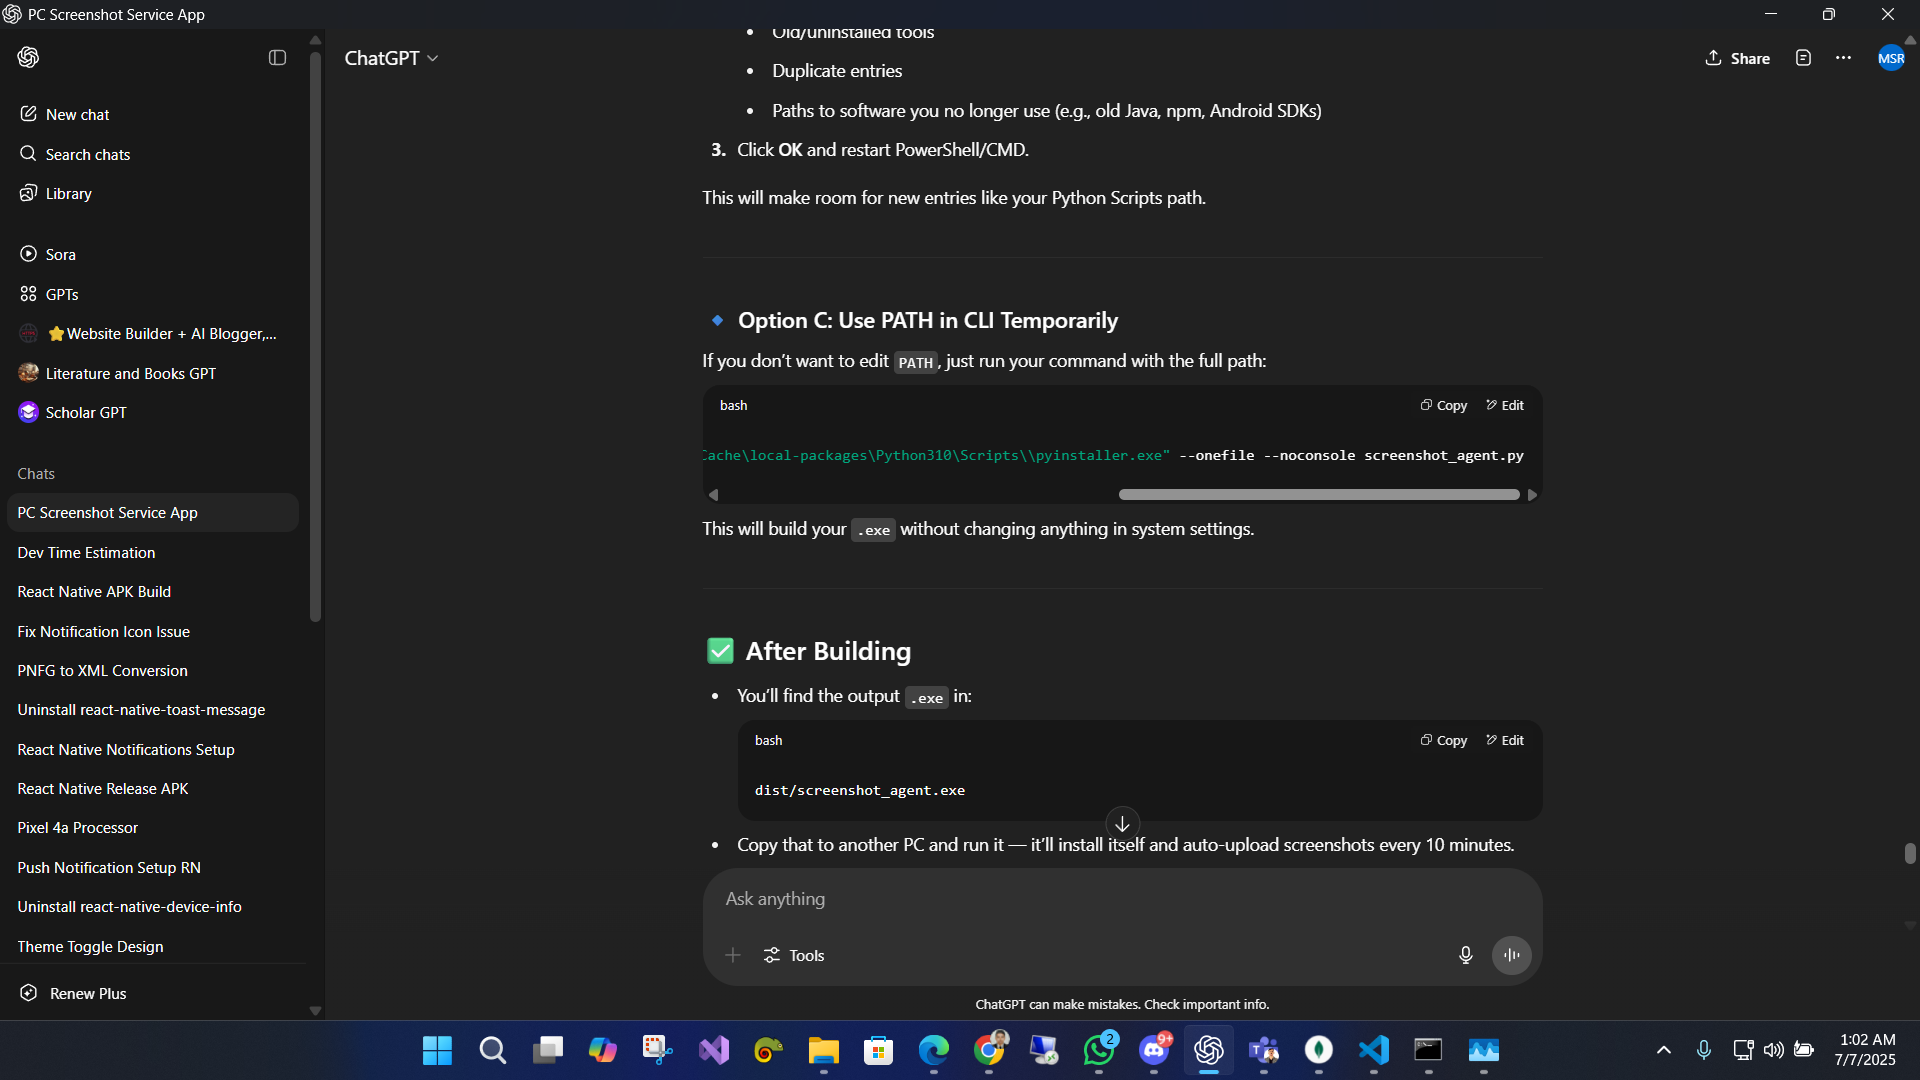 PC Screenshot Service App
ChatGPT
Share
MSR
New chat
Search chats
Library
Sora
GPTs
⭐Website Builder + AI Blogger,...
Literature and Books GPT
Scholar GPT
Chats
PC Screenshot Service App
Dev Time Estimation
React Native APK Build
Fix Notification Icon Issue
PNFG to XML Conversion
Uninstall react-native-toast-message
React Native Notifications Setup
React Native Release APK
Pixel 4a Processor
Push Notification Setup RN
Uninstall react-native-device-info
Theme Toggle Design
Renew Plus
• Old/uninstalled tools
• Duplicate entries
• Paths to software you no longer use (e.g., old Java, npm, Android SDKs)
3. Click OK and restart PowerShell/CMD.
This will make room for new entries like your Python Scripts path.
🔹 Option C: Use PATH in CLI Temporarily
If you don’t want to edit PATH, just run your command with the full path:
bash
Copy
Edit
Cache\local-packages\Python310\Scripts\\pyinstaller.exe" --onefile --noconsole screenshot_agent.py
This will build your .exe without changing anything in system settings.
✅ After Building
• You’ll find the output .exe in:
bash
Copy
Edit
dist/screenshot_agent.exe
• Copy that to another PC and run it — it’ll install itself and auto-upload screenshots every 10 minutes.
Ask anything
Tools
ChatGPT can make mistakes. Check important info.
2
9+
1:02 AM
7/7/2025